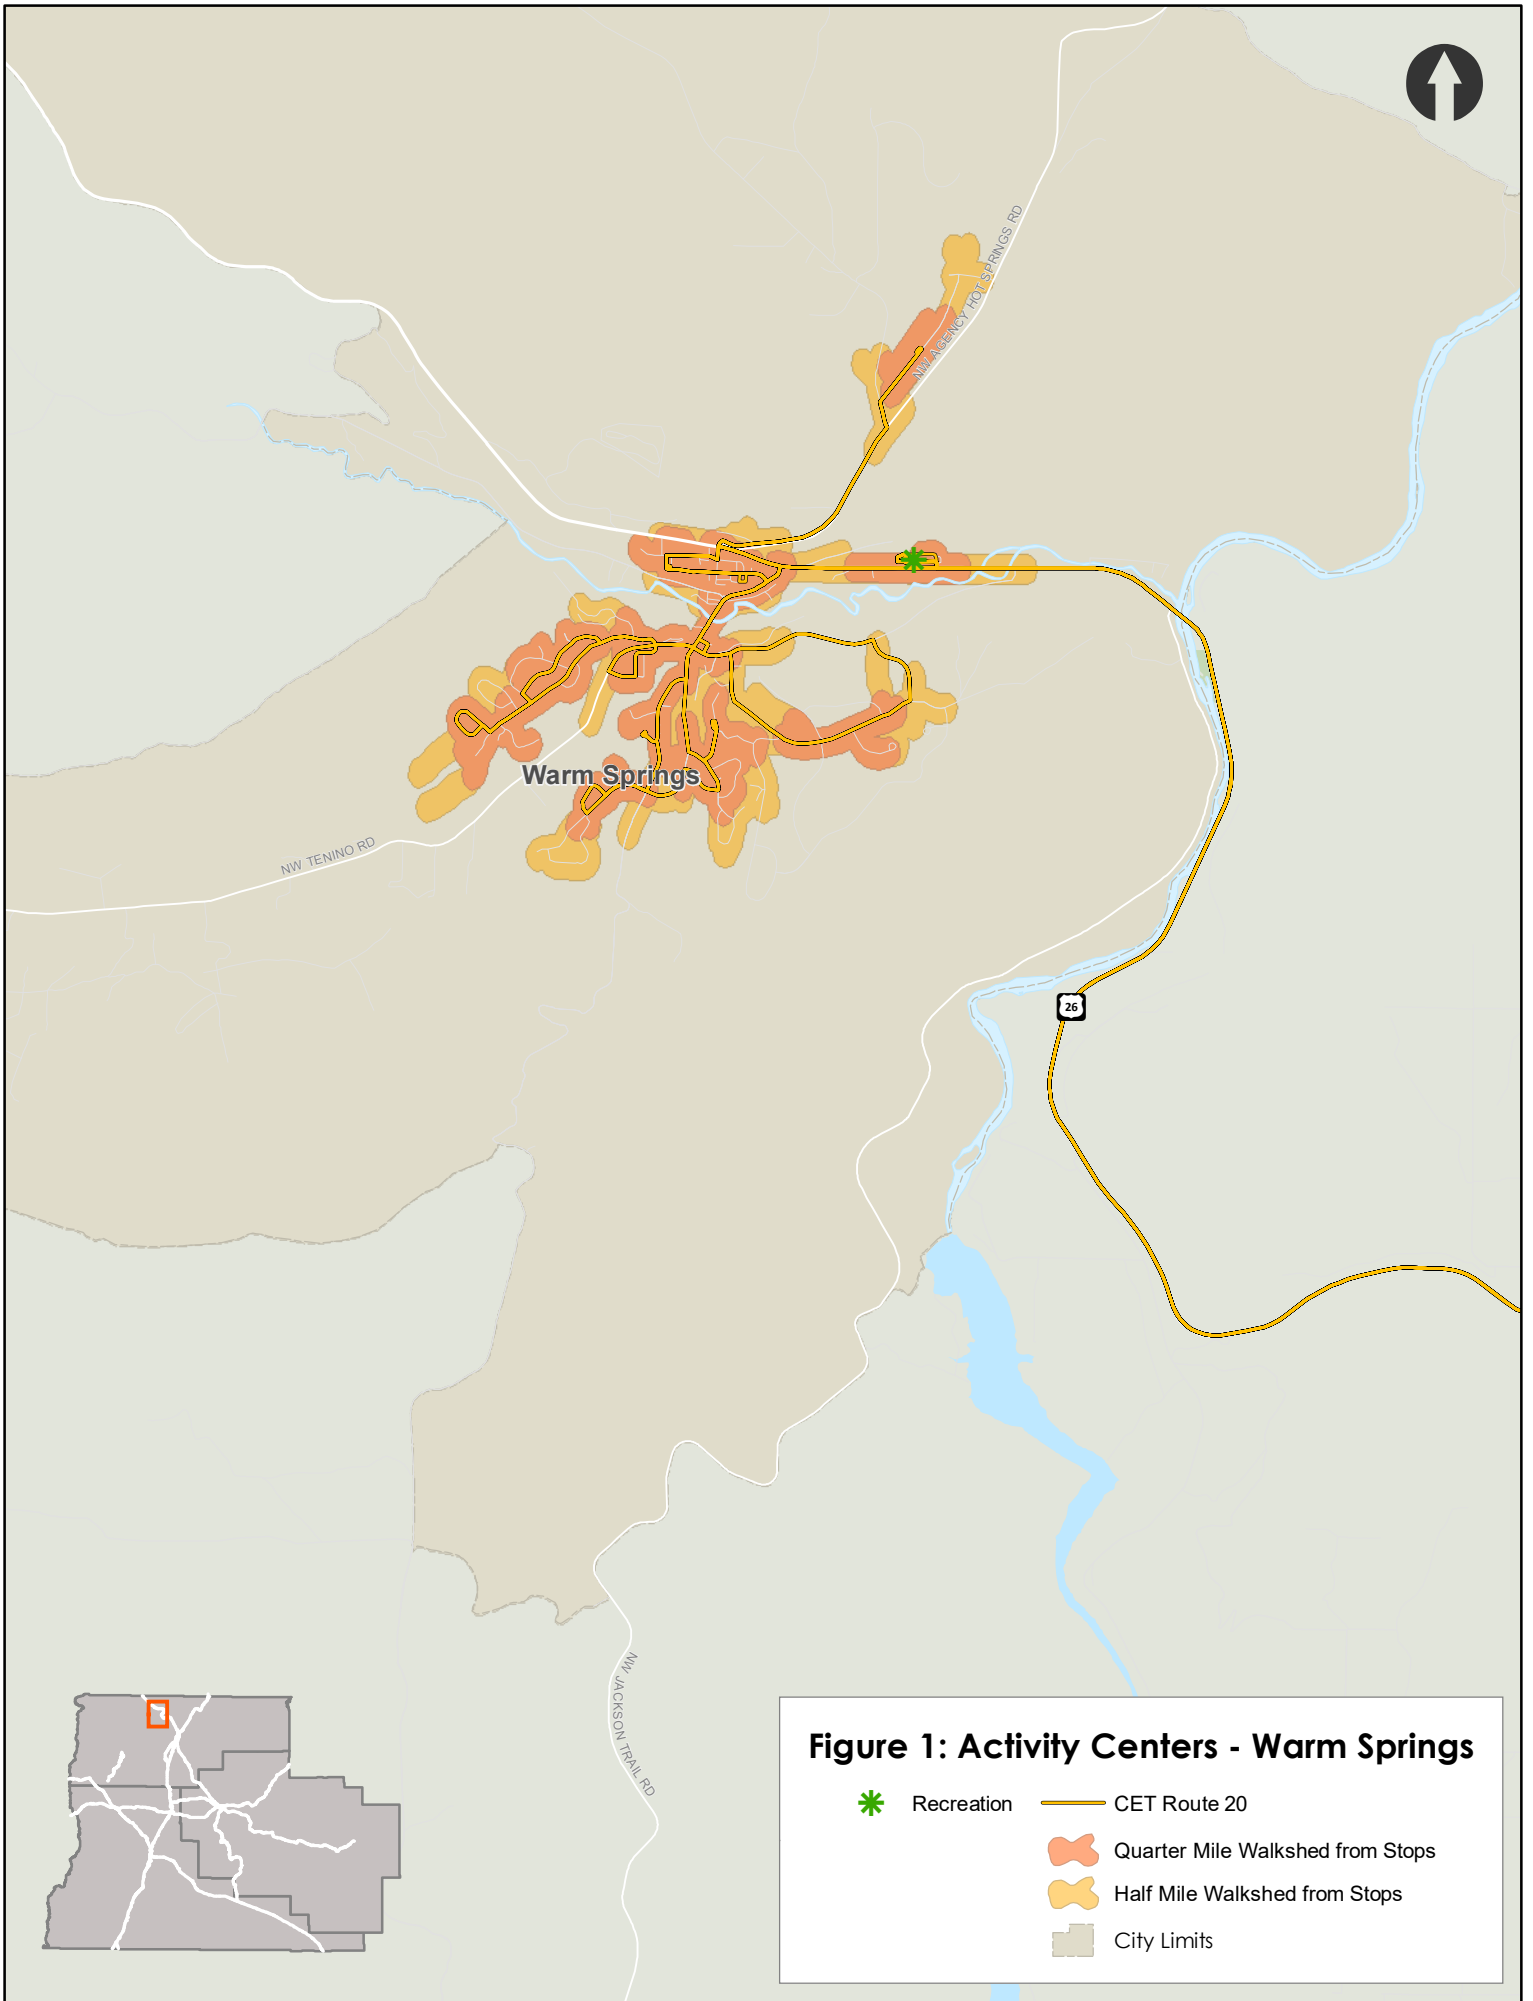 NW AGENCY HOT SPRINGS RD
Warm Springs
NW TENINO RD
26
NW JACKSON TRAIL RD
Figure 1: Activity Centers - Warm Springs
Recreation
CET Route 20
Quarter Mile Walkshed from Stops
Half Mile Walkshed from Stops
City Limits